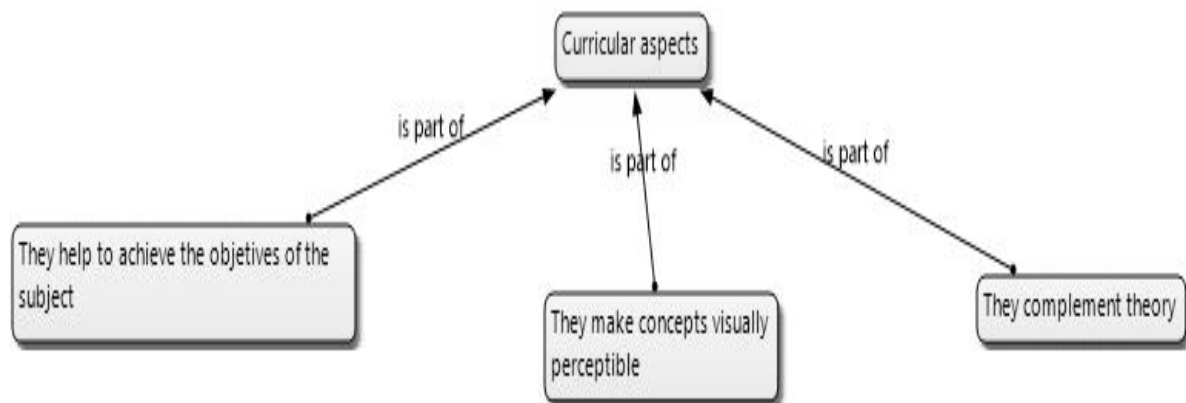 Curricular aspects
is part of
is part of
is part of
They help to achieve the objetives of the
subject
They make concepts visually
perceptible
They complement theory